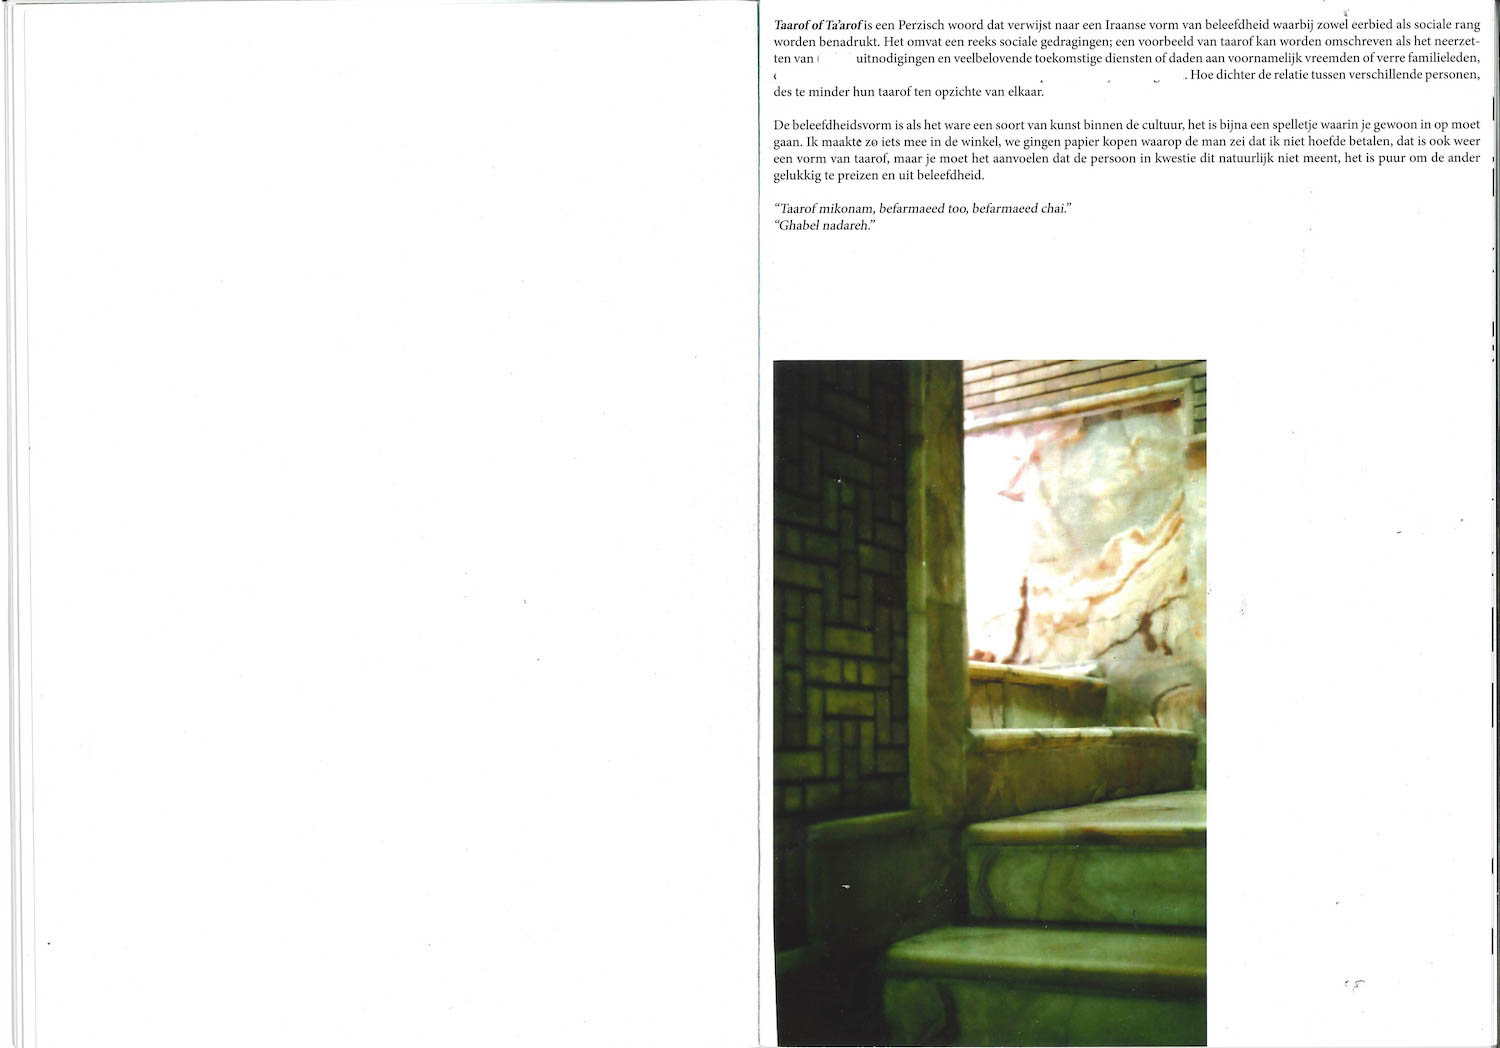 Taarof of Ta'arof is een Perzisch woord dat verwijst naar een Iraanse vorm van beleefdheid waarbij zowel eerbied als sociale rang
worden benadrukt. Het omvat een reeks sociale gedragingen; een voorbeeld van taarof kan worden omschreven als het neerzet-
ten van uitnodigingen en veelbelovende toekomstige diensten of daden aan voornamelijk vreemden of verre familieleden,
. Hoe dichter de relatie tussen verschillende personen,
des te minder hun taarof ten opzichte van elkaar.
De beleefdheidsvorm is als het ware een soort van kunst binnen de cultuur, het is bijna een spelletje waarin je gewoon in op moet
gaan. Ik maakte zo iets mee in de winkel, we gingen papier kopen waarop de man zei dat ik niet hoefde betalen, dat is ook weer
een vorm van taarof, maar je moet het aanvoelen dat de persoon in kwestie dit natuurlijk niet meent, het is puur om de ander
gelukkig te preizen en uit beleefdheid.
“Taarof mikonam, befarmaeed too, befarmaeed chai.”
“Ghabel nadareh.”